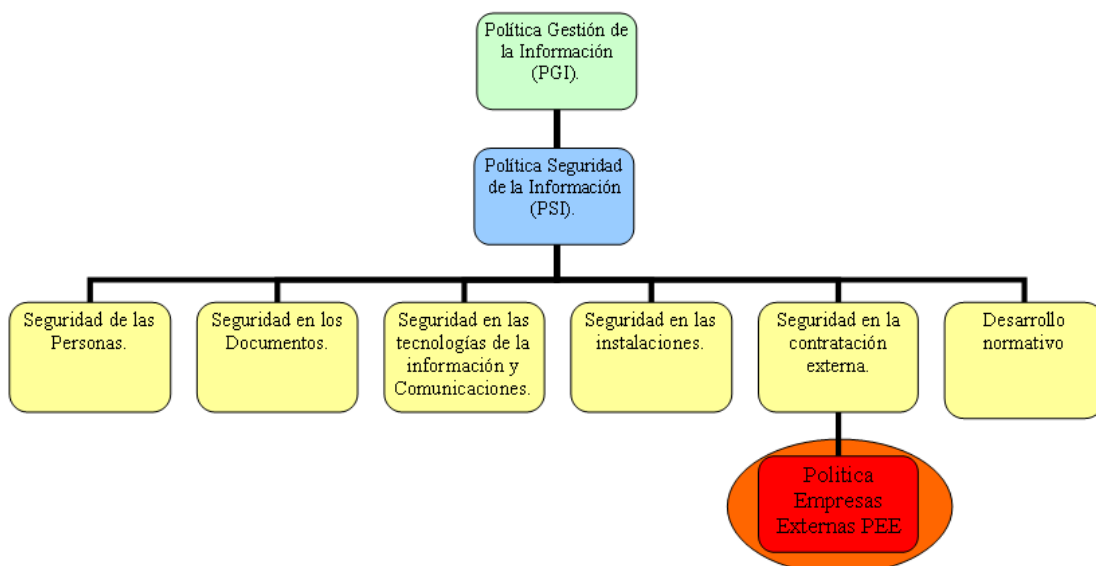 Política Gestión de
la Información
(PGI).
Política Seguridad
de la Información
(PSI).
Seguridad de las
Personas.
Seguridad en los
Documentos.
Seguridad en las
tecnologías de la
información y
Comunicaciones.
Seguridad en las
instalaciones.
Seguridad en la
contratación
externa.
Desarrollo
normativo
Politica
Empresas
Externas PEE